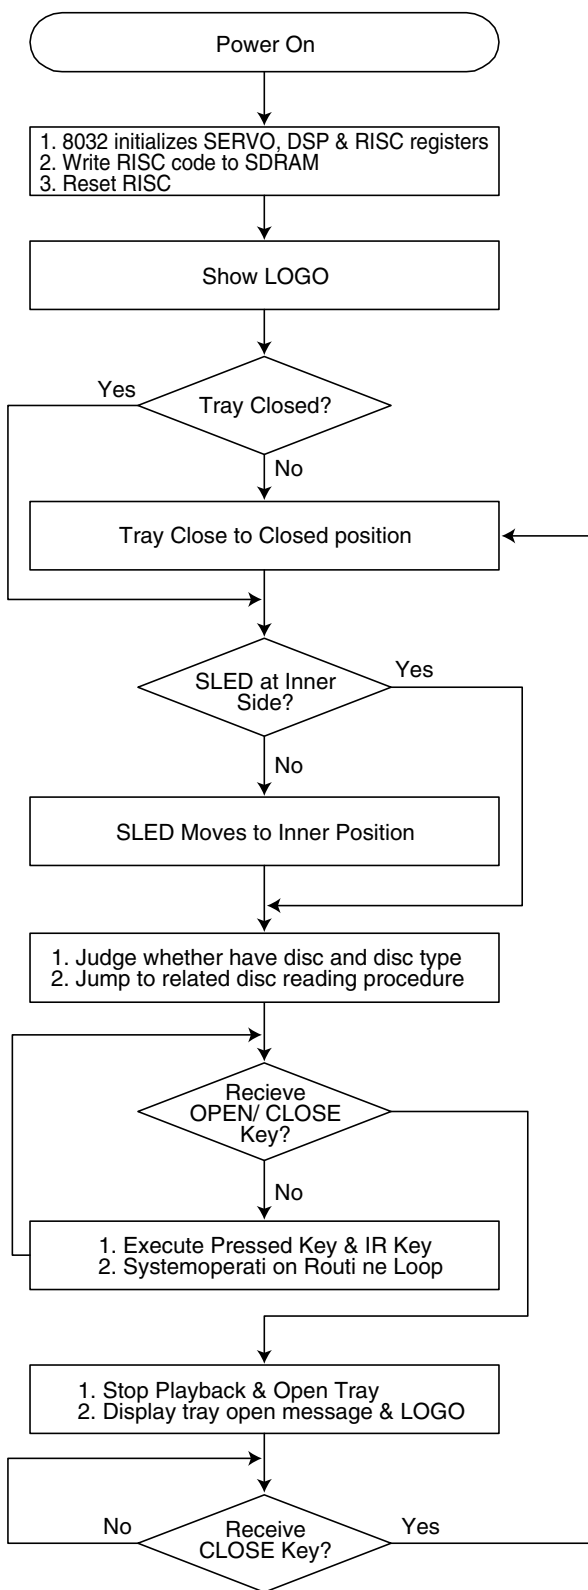 Power On
1. 8032 initializes SERVO, DSP & RISC registers
2. Write RISC code to SDRAM
3. Reset RISC
Show LOGO
Yes
Tray Closed?
No
Tray Close to Closed position
SLED at Inner
Side?
Yes
No
SLED Moves to Inner Position
1. Judge whether have disc and disc type
2. Jump to related disc reading procedure
Recieve
OPEN/ CLOSE
Key?
No
1. Execute Pressed Key & IR Key
2. Systemoperati on Routi ne Loop
1. Stop Playback & Open Tray
2. Display tray open message & LOGO
No
Receive
CLOSE Key?
Yes